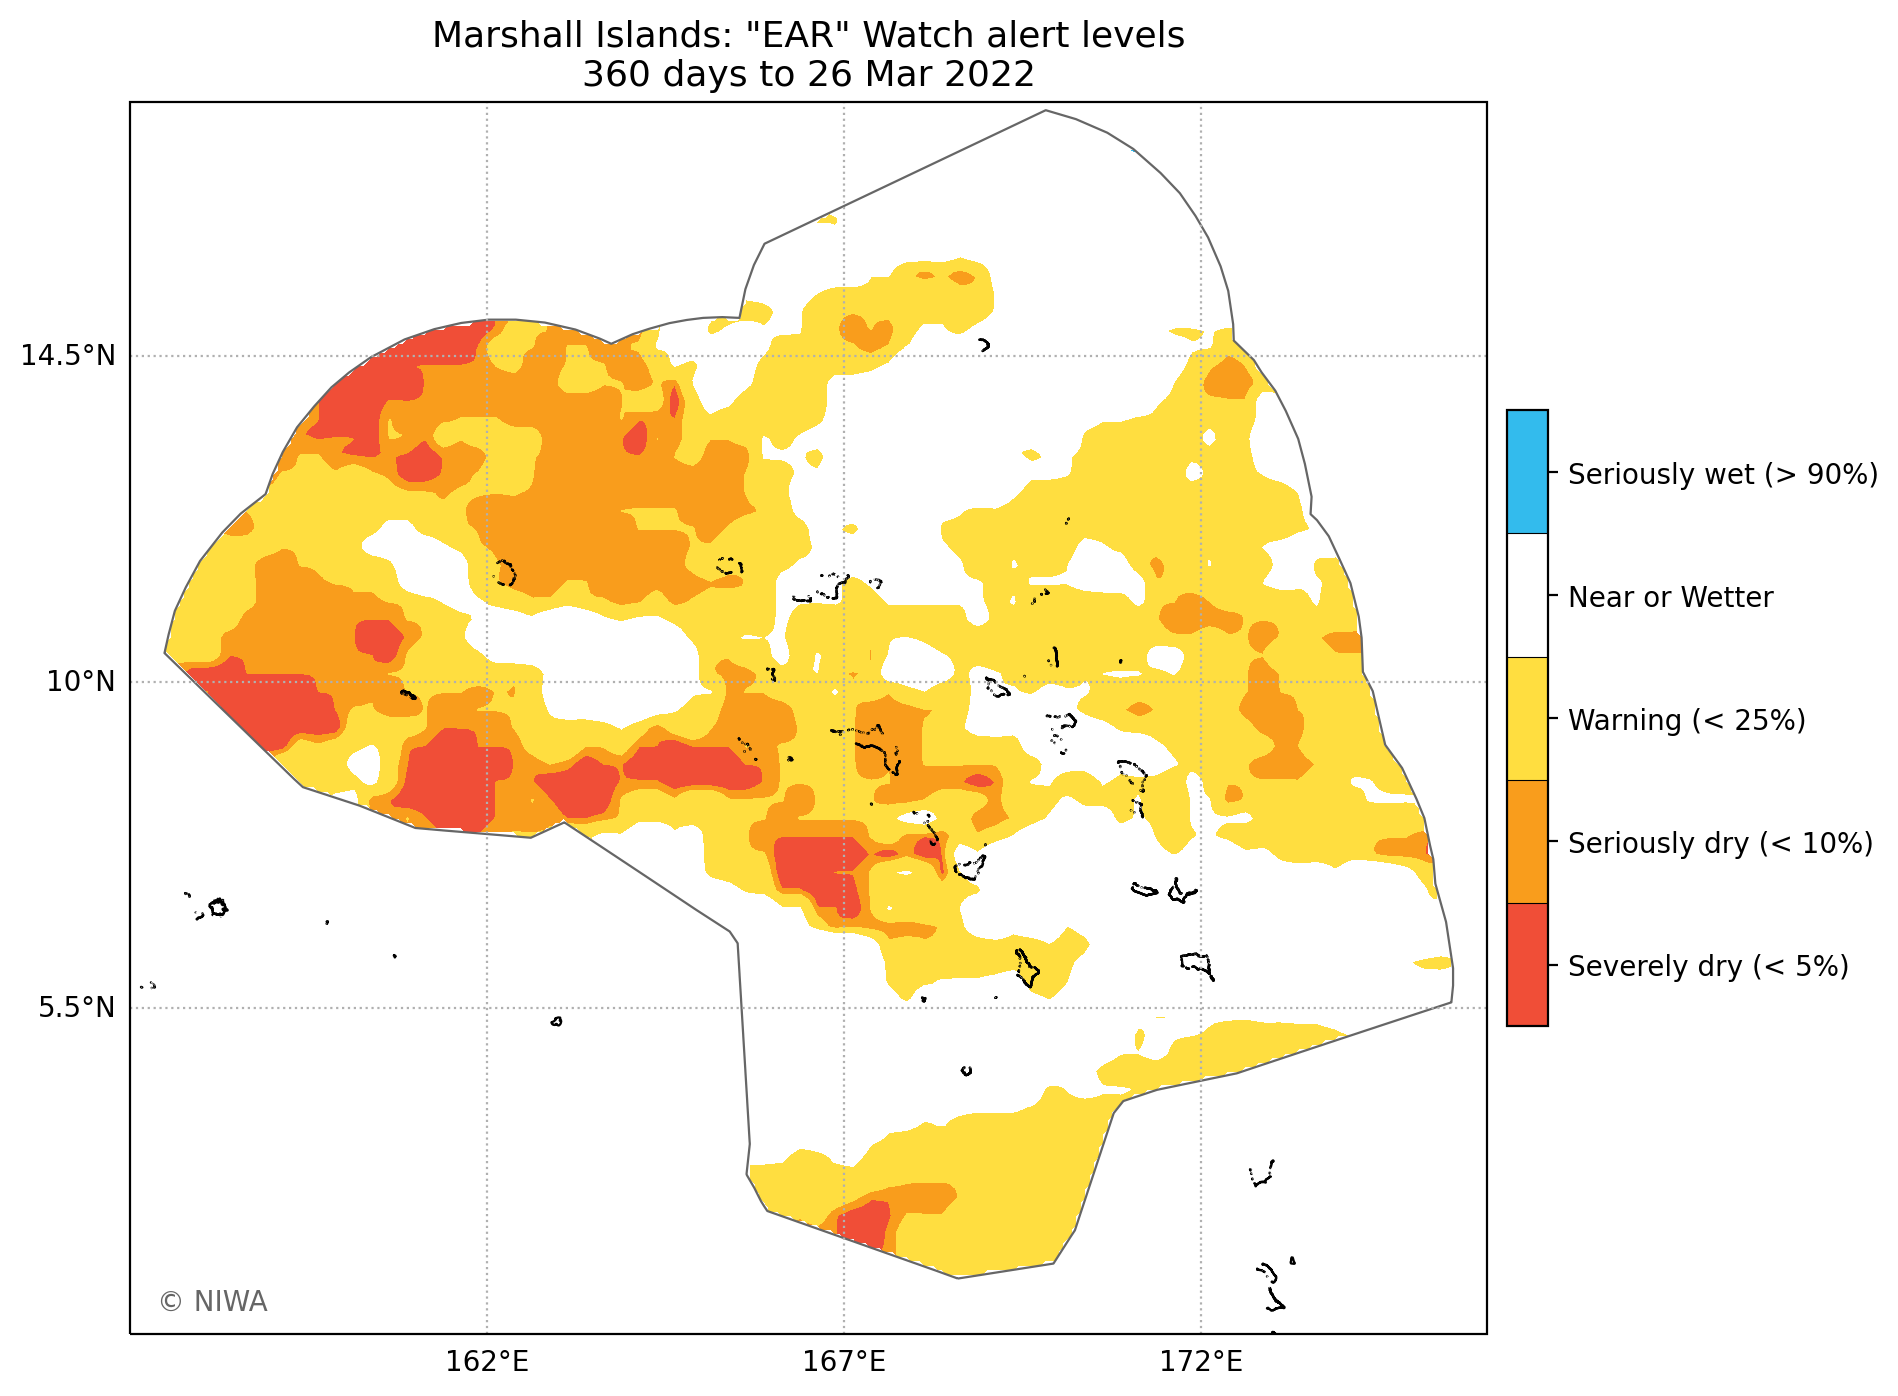 Marshall Islands: "EAR" Watch alert levels
360 days to 26 Mar 2022
14.5°N
10°N
5.5°N
162°E
167°E
172°E
Seriously wet (> 90%)
Near or Wetter
Warning (< 25%)
Seriously dry (< 10%)
Severely dry (< 5%)
© NIWA